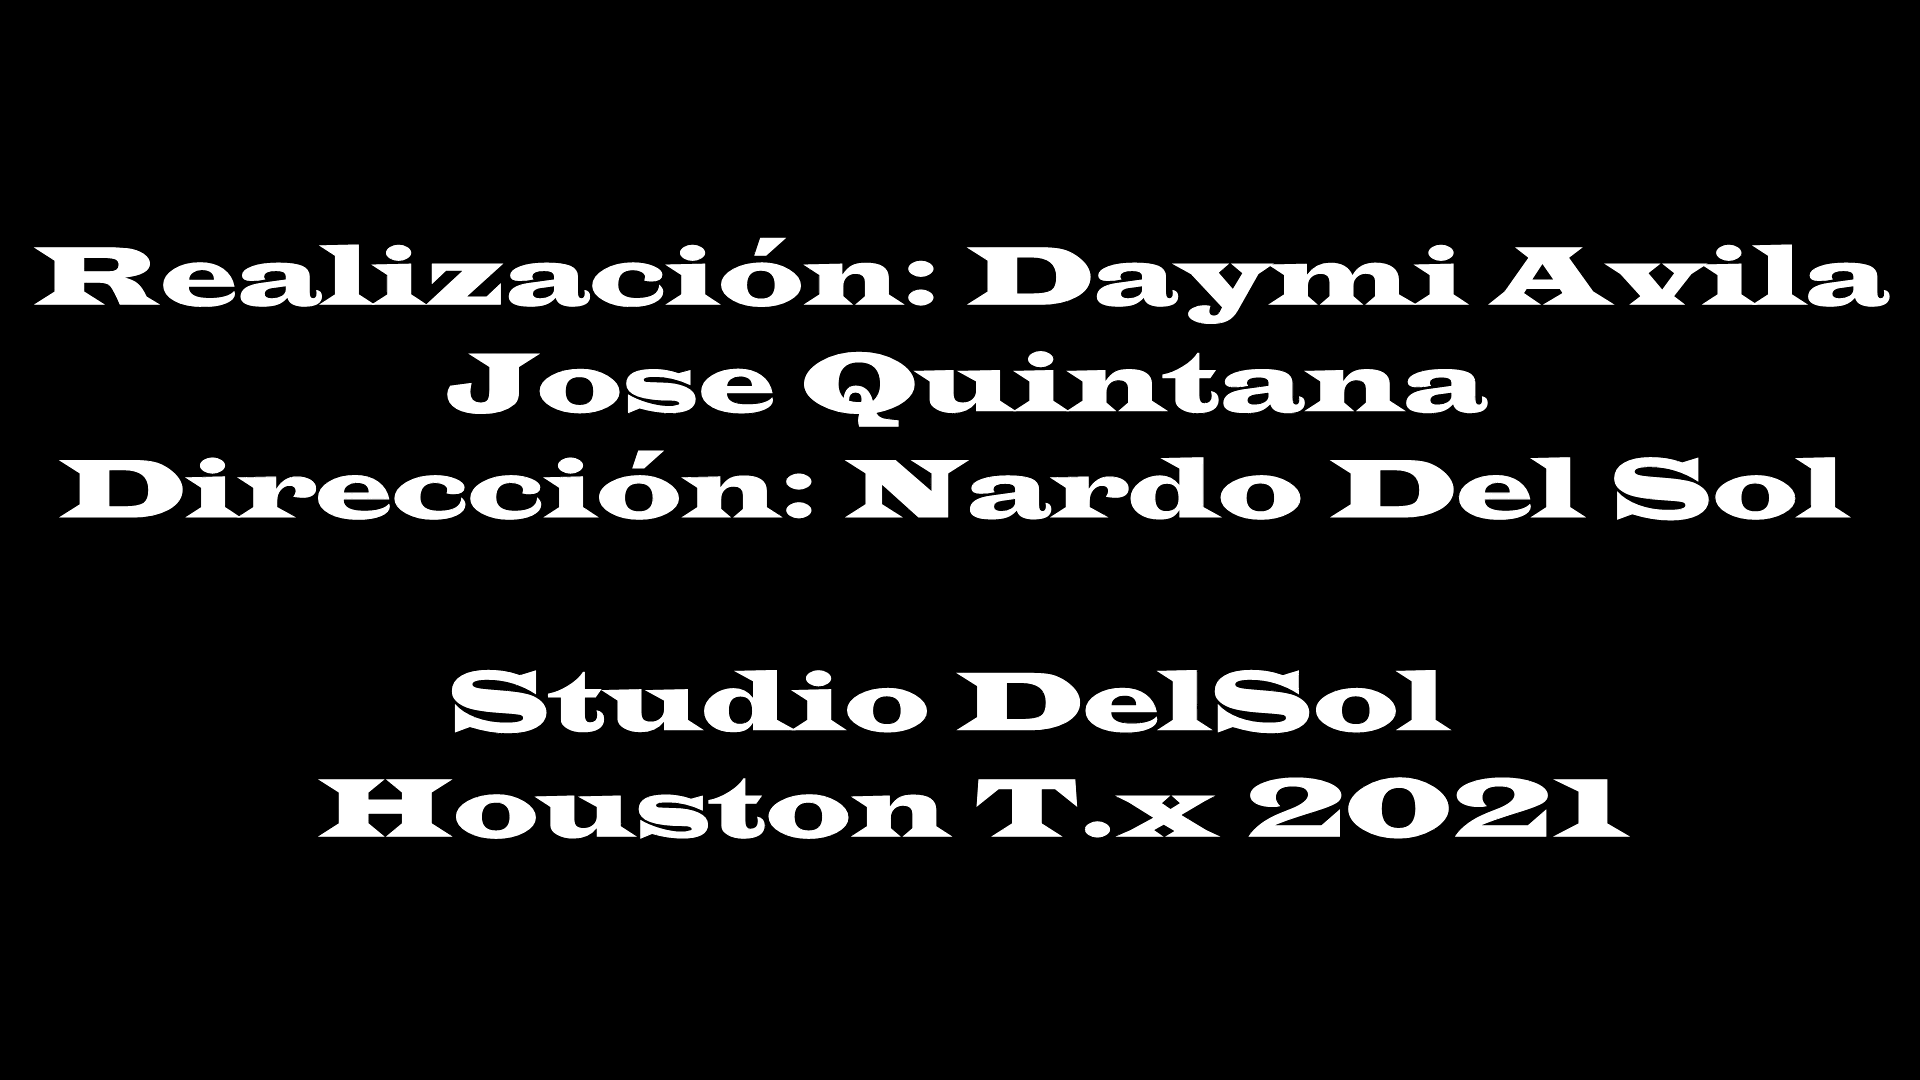 Realización: Daymi Avila
Jose Quintana
Dirección: Nardo Del Sol
Studio DelSol
Houston T.x 2021